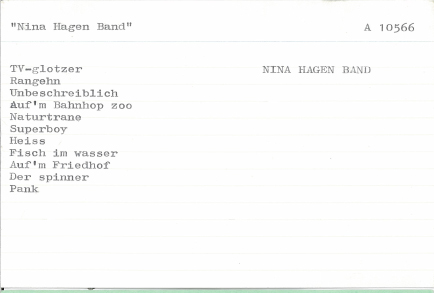 "Nina Hagen Band"
A 10566
TV-glotzer
NINA HAGEN BAND
Rangehn
Unbeschreiblich
Auf'm Bahnhop zoo
Naturtrane
Superboy
Heiss
Fisch im wasser
Auf'm Friedhof
Der spinner
Pank